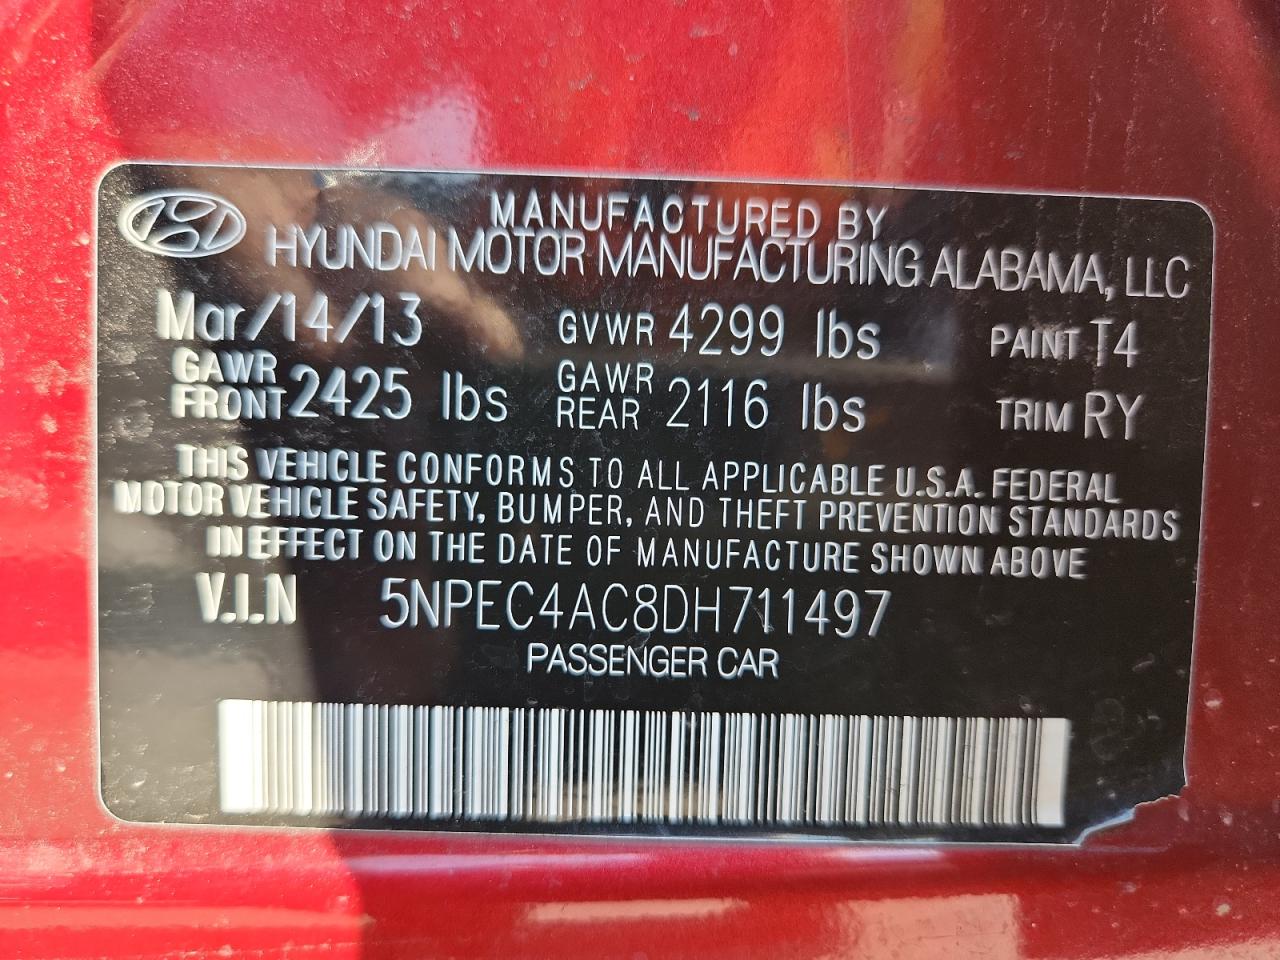 MANUFACTURED BY
HYUNDAI MOTOR MANUFACTURING ALABAMA, LLC
Mar/14/13 GVWR 4299 lbs PAINT T4
GAWR FRONT 2425 lbs GAWR REAR 2116 lbs TRIM RY
THIS VEHICLE CONFORMS TO ALL APPLICABLE U.S.A. FEDERAL
MOTOR VEHICLE SAFETY, BUMPER, AND THEFT PREVENTION STANDARDS
IN EFFECT ON THE DATE OF MANUFACTURE SHOWN ABOVE
V.I.N 5NPEC4AC8DH711497
PASSENGER CAR